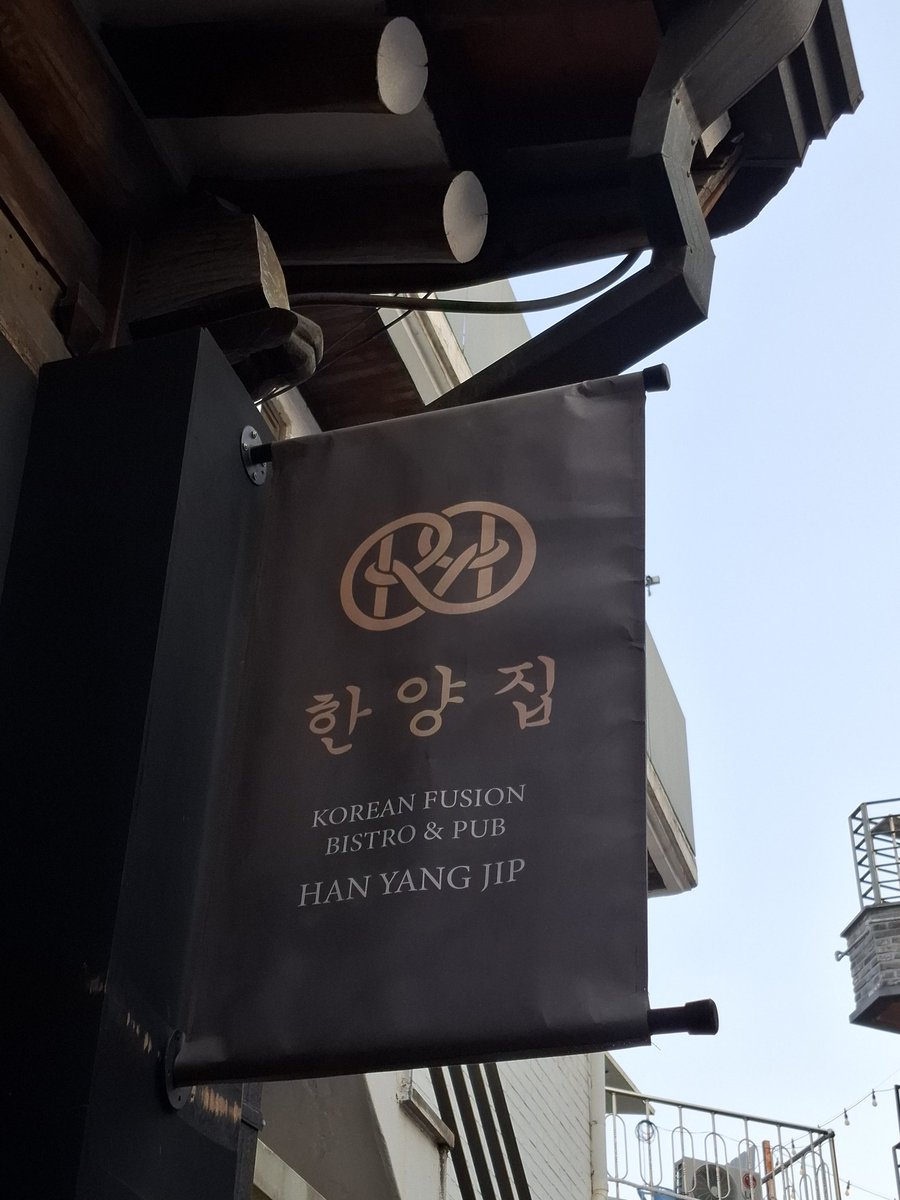 한양집
KOREAN FUSION
BISTRO & PUB
HAN YANG JIP